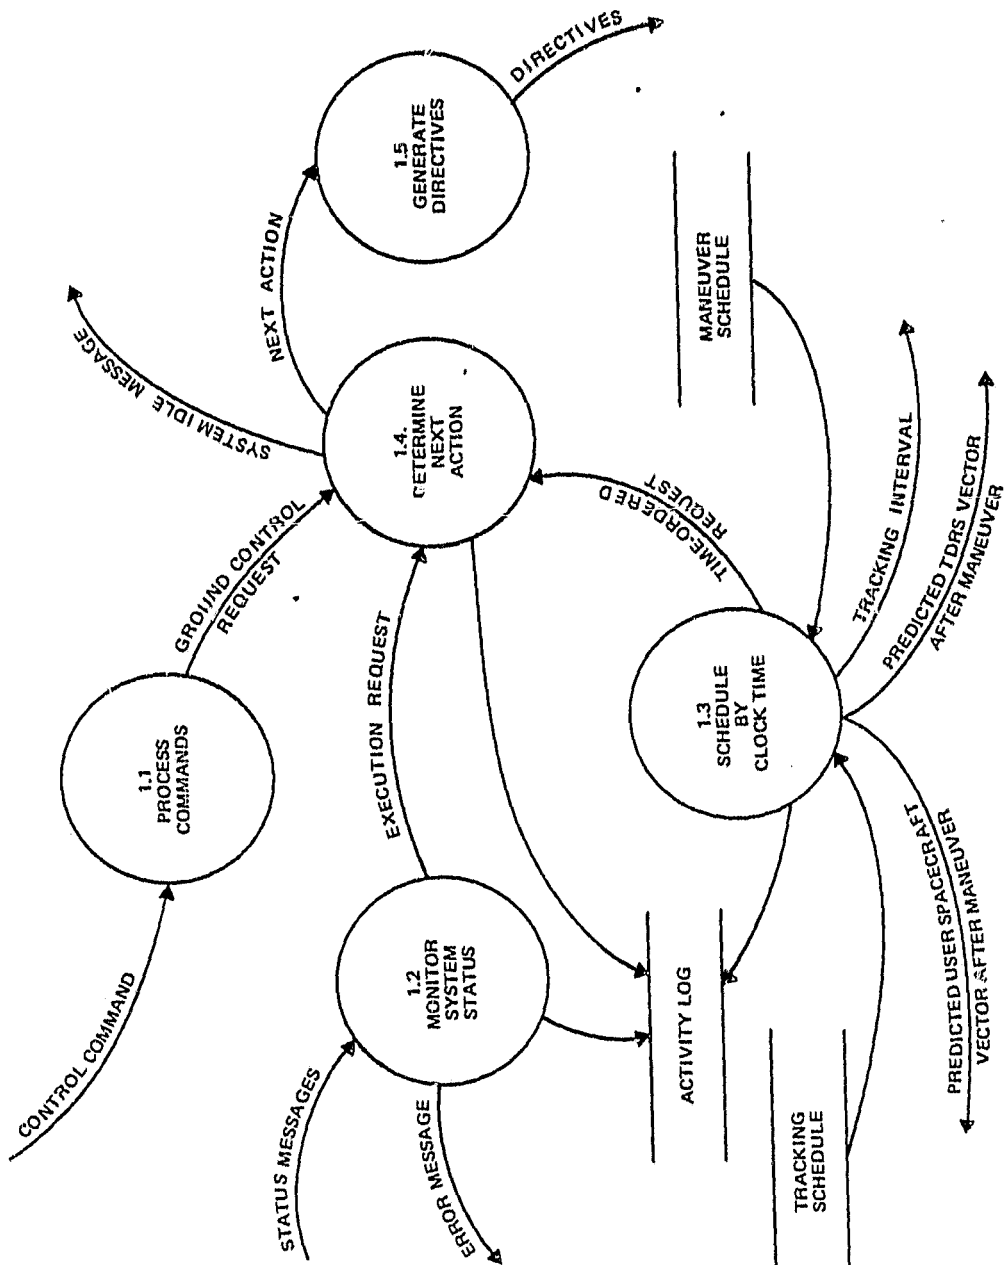 CONTROL COMMAND
1.1
PROCESS
COMMANDS
GROUND CONTROL
REQUEST
SYSTEM IDLE MESSAGE
NEXT ACTION
1.5
GENERATE
DIRECTIVES
DIRECTIVES
STATUS MESSAGES
1.2
MONITOR
SYSTEM
STATUS
ERROR MESSAGE
EXECUTION REQUEST
1.4.
DETERMINE
NEXT
ACTION
TIME-ORDERED
REQUEST
ACTIVITY LOG
1.3
SCHEDULE
BY
CLOCK TIME
MANEUVER
SCHEDULE
TRACKING
SCHEDULE
TRACKING INTERVAL
PREDICTED TDRS VECTOR
AFTER MANEUVER
PREDICTED USER SPACECRAFT
VECTOR AFTER MANEUVER